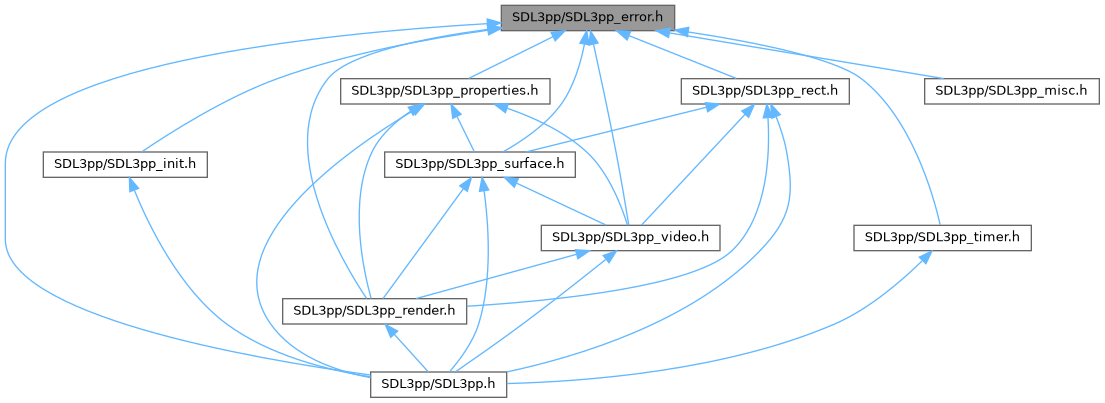 SDL3pp/SDL3pp_error.h
SDL3pp/SDL3pp_properties.h
SDL3pp/SDL3pp_rect.h
SDL3pp/SDL3pp_misc.h
SDL3pp/SDL3pp_init.h
SDL3pp/SDL3pp_surface.h
SDL3pp/SDL3pp_video.h
SDL3pp/SDL3pp_timer.h
SDL3pp/SDL3pp_render.h
SDL3pp/SDL3pp.h